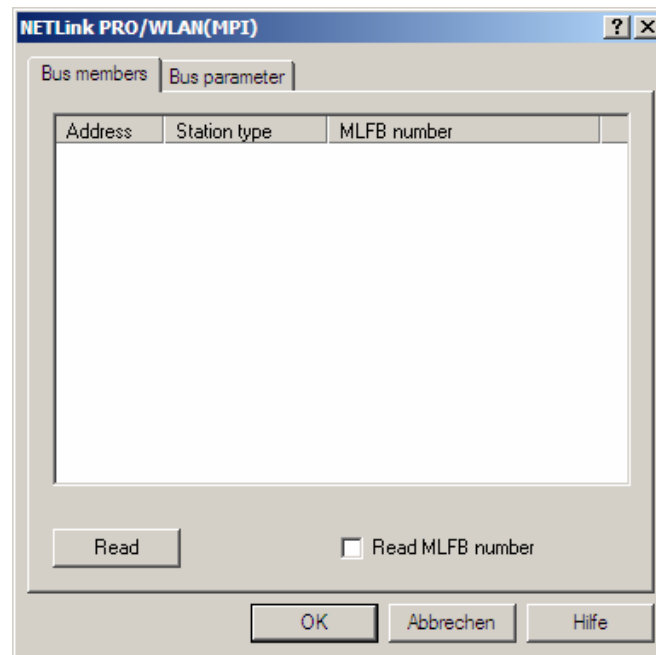 NETLink PRO/WLAN(MPI)
Bus members Bus parameter
Address Station type MLFB number
Read Read MLFB number
OK Abbrechen Hilfe